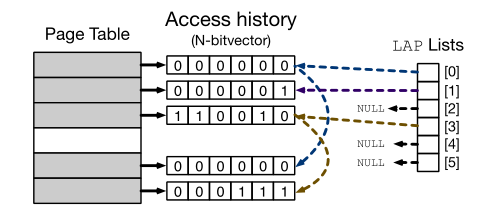 Page Table
Access history
(N-bitvector)
LAP Lists
0 0 0 0 0 0
[0]
0 0 0 0 0 1
[1]
NULL
[2]
1 1 0 0 1 0
[3]
NULL
[4]
0 0 0 0 0 0
NULL
[5]
0 0 0 1 1 1